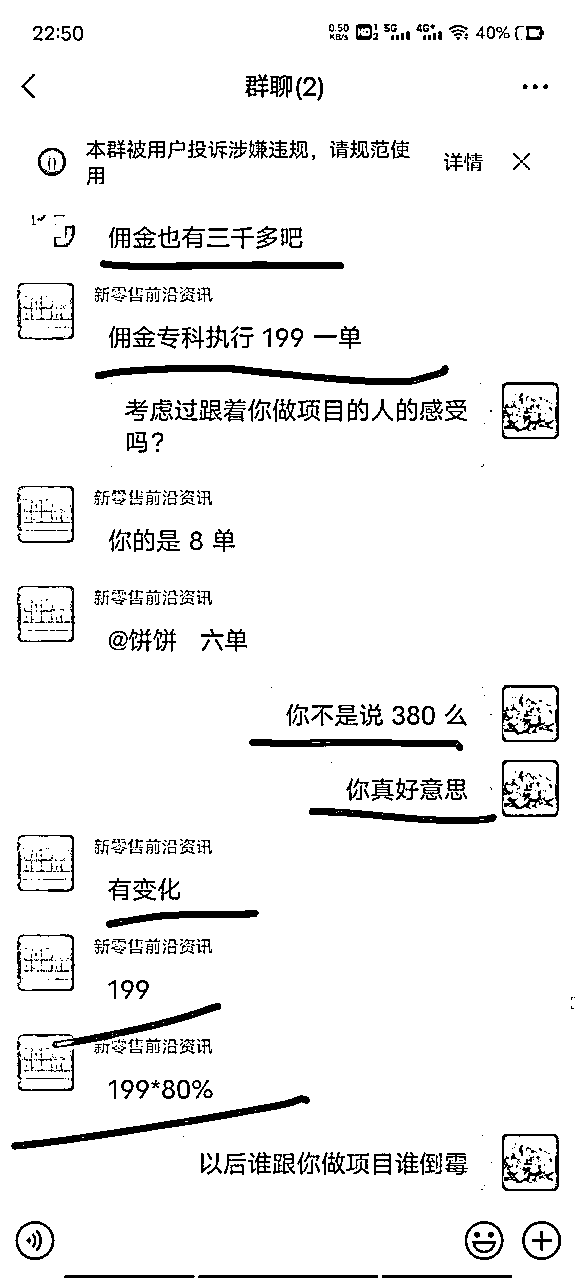 22:50
0.50 KB/s HD 1 2 5G 4G+ 40%
群聊(2)
本群被用户投诉涉嫌违规，请规范使
用
详情
佣金也有三千多吧
新零售前沿资讯
佣金专科执行 199 一单
考虑过跟着你做项目的人的感受
吗？
新零售前沿资讯
你的是 8 单
新零售前沿资讯
@饼饼 六单
你不是说 380 么
你真好意思
新零售前沿资讯
有变化
新零售前沿资讯
199
新零售前沿资讯
199*80%
以后谁跟你做项目谁倒霉